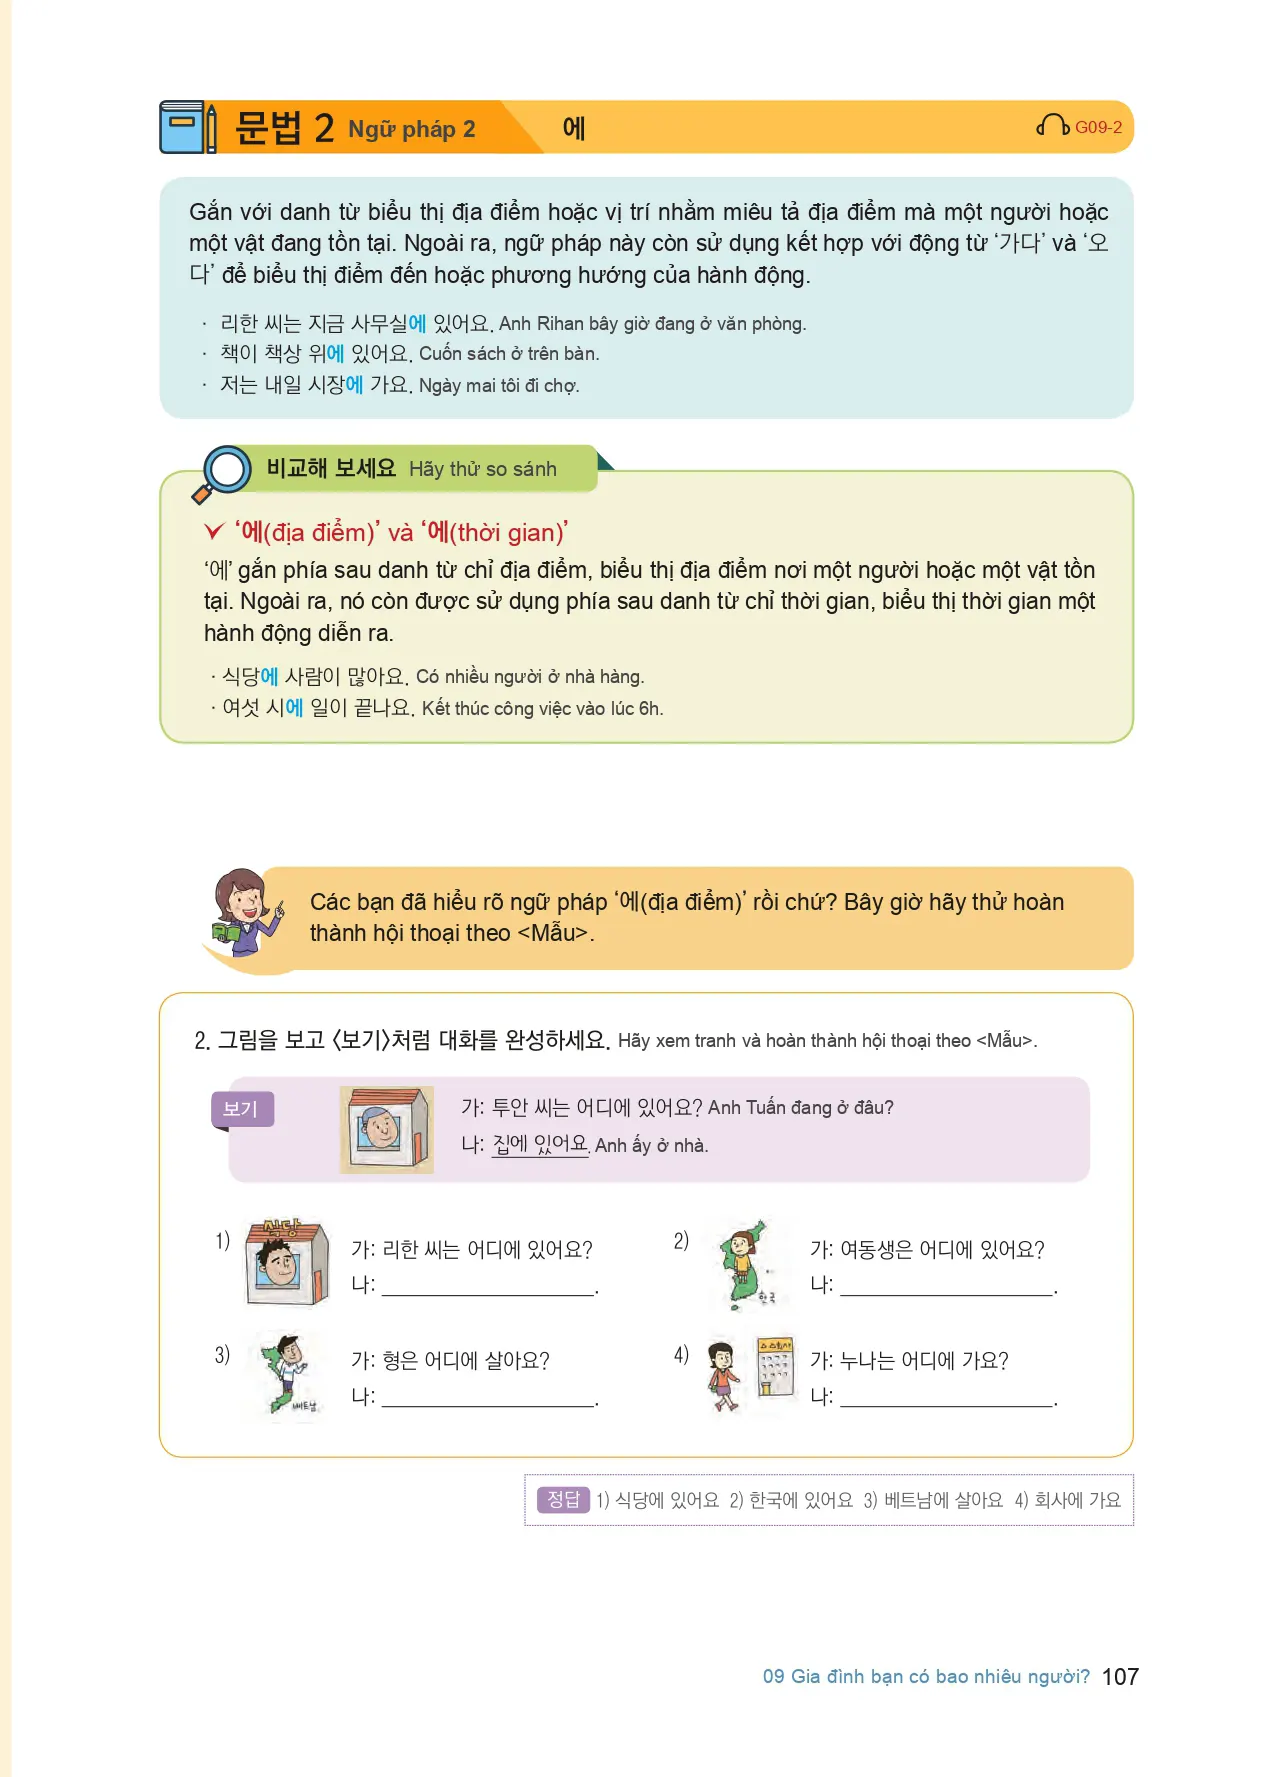 문법 2 Ngữ pháp 2 에 G09-2
Gắn với danh từ biểu thị địa điểm hoặc vị trí nhằm miêu tả địa điểm mà một người hoặc
một vật đang tồn tại. Ngoài ra, ngữ pháp này còn sử dụng kết hợp với động từ ‘가다’ và ‘오
다’ để biểu thị điểm đến hoặc phương hướng của hành động.
· 리한 씨는 지금 사무실에 있어요. Anh Rihan bây giờ đang ở văn phòng.
· 책이 책상 위에 있어요. Cuốn sách ở trên bàn.
· 저는 내일 시장에 가요. Ngày mai tôi đi chợ.
비교해 보세요 Hãy thử so sánh
‘에(địa điểm)’ và ‘에(thời gian)’
‘에’ gắn phía sau danh từ chỉ địa điểm, biểu thị địa điểm nơi một người hoặc một vật tồn
tại. Ngoài ra, nó còn được sử dụng phía sau danh từ chỉ thời gian, biểu thị thời gian một
hành động diễn ra.
· 식당에 사람이 많아요. Có nhiều người ở nhà hàng.
· 여섯 시에 일이 끝나요. Kết thúc công việc vào lúc 6h.
Các bạn đã hiểu rõ ngữ pháp ‘에(địa điểm)’ rồi chứ? Bây giờ hãy thử hoàn
thành hội thoại theo <Mẫu>.
2. 그림을 보고 〈보기〉처럼 대화를 완성하세요. Hãy xem tranh và hoàn thành hội thoại theo <Mẫu>.
보기
가: 투안 씨는 어디에 있어요? Anh Tuấn đang ở đâu?
나: 집에 있어요. Anh ấy ở nhà.
1) 식당
가: 리한 씨는 어디에 있어요?
나: ____________________.
2) 한국
가: 여동생은 어디에 있어요?
나: ____________________.
3) 베트남
가: 형은 어디에 살아요?
나: ____________________.
4)
가: 누나는 어디에 가요?
나: ____________________.
정답 1) 식당에 있어요 2) 한국에 있어요 3) 베트남에 살아요 4) 회사에 가요
09 Gia đình bạn có bao nhiêu người? 107